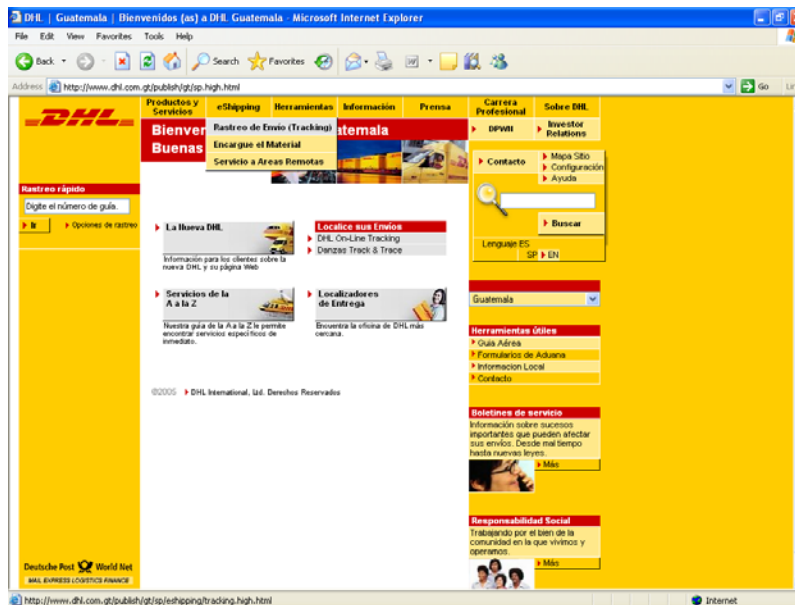 DHL | Guatemala | Bienvenidos (as) a DHL Guatemala - Microsoft Internet Explorer
File Edit View Favorites Tools Help
Back Search Favorites
Address http://www.dhl.com.gt/publish/gt/sp.high.html Go
DHL
Productos y Servicios eShipping Herramientas Información Prensa Carrera Profesional Sobre DHL
Rastreo de Envio (Tracking)
Encargue el Material
Servicio a Areas Remotas
Bienven
atemala
Buenas
DPWN Investor Relations
Contacto
Mapa Sitio
Configuración
Ayuda
Buscar
Lenguaje ES
SP EN
Rastreo rápido
Digite el número de guía.
Ir Opciones de rastreo
La Nueva DHL
Información para los clientes sobre la
nueva DHL y su página Web
Localice sus Envíos
DHL On-Line Tracking
Danzas Track & Trace
Servicios de la
A a la Z
Nuestra guía de la A a la Z le permite
encontrar servicios específicos de
inmediato.
Localizadores
de Entrega
Encuentra la oficina de DHL más
cercana.
©2005 DHL International, Ltd. Derechos Reservados
Guatemala
Herramientas útiles
Guia Aérea
Formularios de Aduana
Informacion Local
Contacto
Boletines de servicio
Información sobre sucesos
importantes que pueden afectar
sus envíos. Desde mal tiempo
hasta nuevas leyes.
Más
Responsabilidad Social
Trabajando por el bien de la
comunidad en la que vivimos y
operamos.
Más
Deutsche Post World Net
MAIL EXPRESS LOGISTICS FINANCE
http://www.dhl.com.gt/publish/gt/sp/eshipping/tracking.high.html Internet